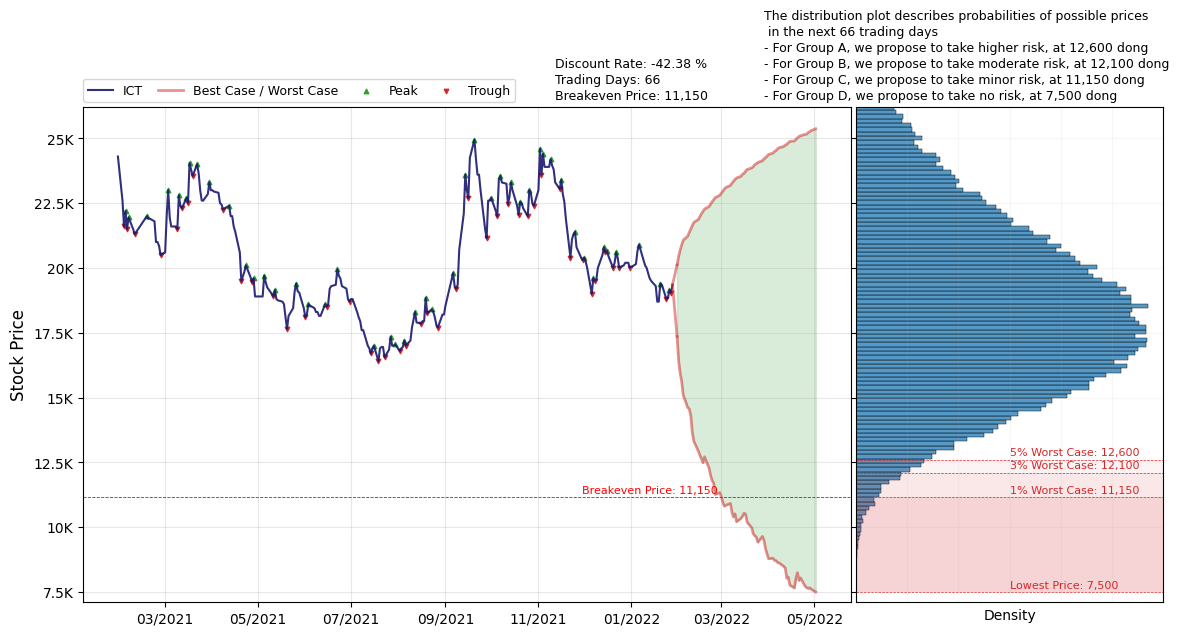 The distribution plot describes probabilities of possible prices
in the next 66 trading days
- For Group A, we propose to take higher risk, at 12,600 dong
- For Group B, we propose to take moderate risk, at 12,100 dong
- For Group C, we propose to take minor risk, at 11,150 dong
- For Group D, we propose to take no risk, at 7,500 dong
Discount Rate: -42.38 %
Trading Days: 66
Breakeven Price: 11,150
ICT
Best Case / Worst Case
Peak
Trough
Stock Price
25K
22.5K
20K
17.5K
15K
12.5K
10K
7.5K
Breakeven Price: 11,150
03/2021
05/2021
07/2021
09/2021
11/2021
01/2022
03/2022
05/2022
5% Worst Case: 12,600
3% Worst Case: 12,100
1% Worst Case: 11,150
Lowest Price: 7,500
Density